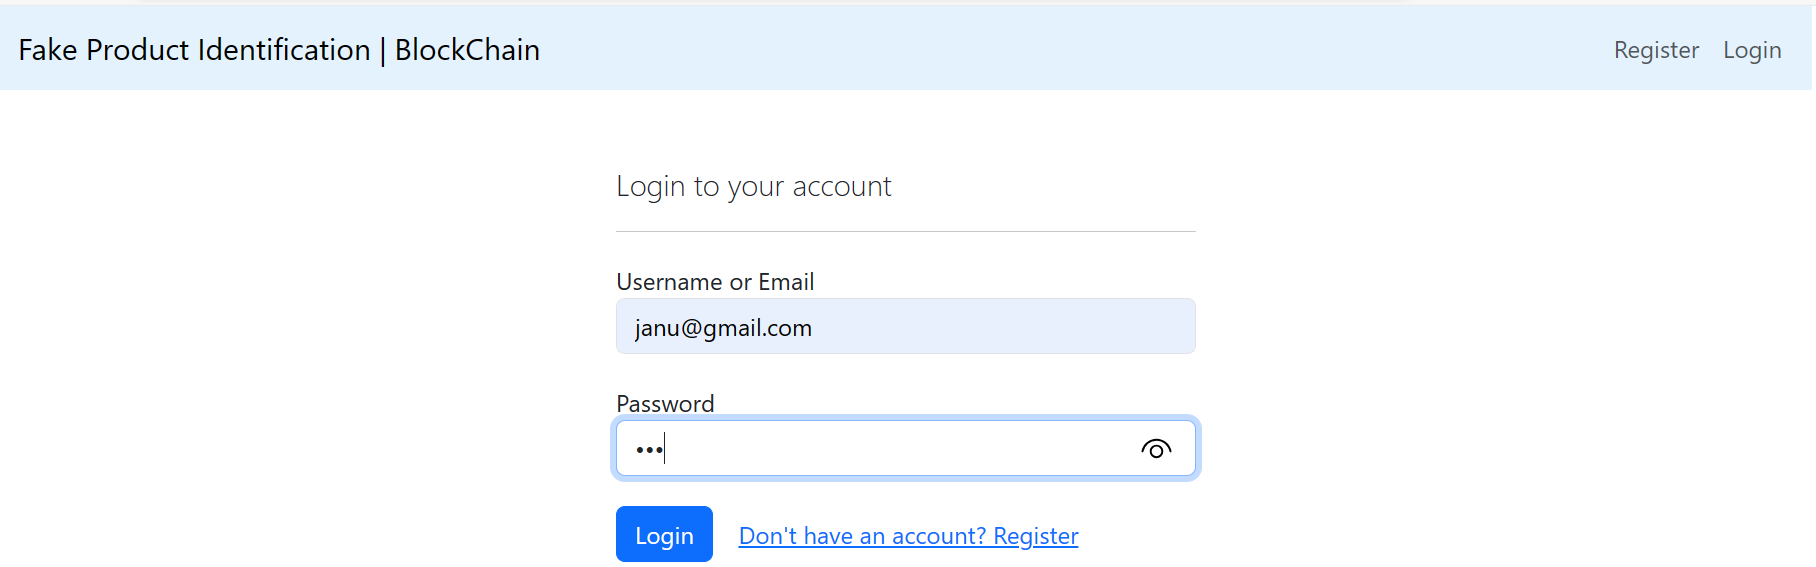 Fake Product Identification | BlockChain
Register Login
Login to your account
Username or Email
janu@gmail.com
Password
•••
Login Don't have an account? Register